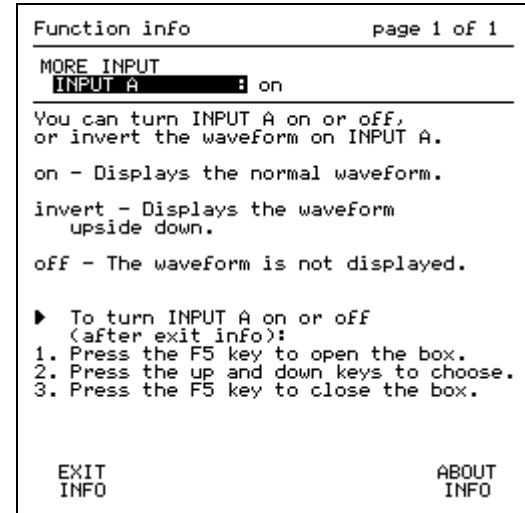 Function info page 1 of 1
MORE INPUT
INPUT A : on
You can turn INPUT A on or off,
or invert the waveform on INPUT A.
on - Displays the normal waveform.
invert - Displays the waveform
upside down.
off - The waveform is not displayed.
▶ To turn INPUT A on or off
(after exit info):
1. Press the F5 key to open the box.
2. Press the up and down keys to choose.
3. Press the F5 key to close the box.
EXIT ABOUT
INFO INFO